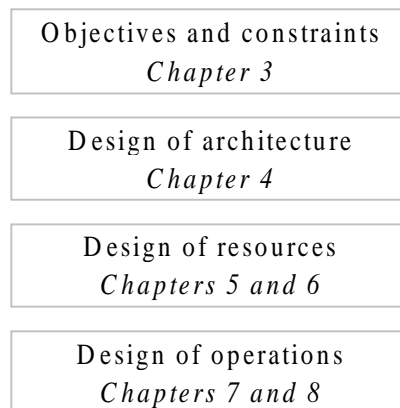 Objectives and constraints
Chapter 3
Design of architecture
Chapter 4
Design of resources
Chapters 5 and 6
Design of operations
Chapters 7 and 8